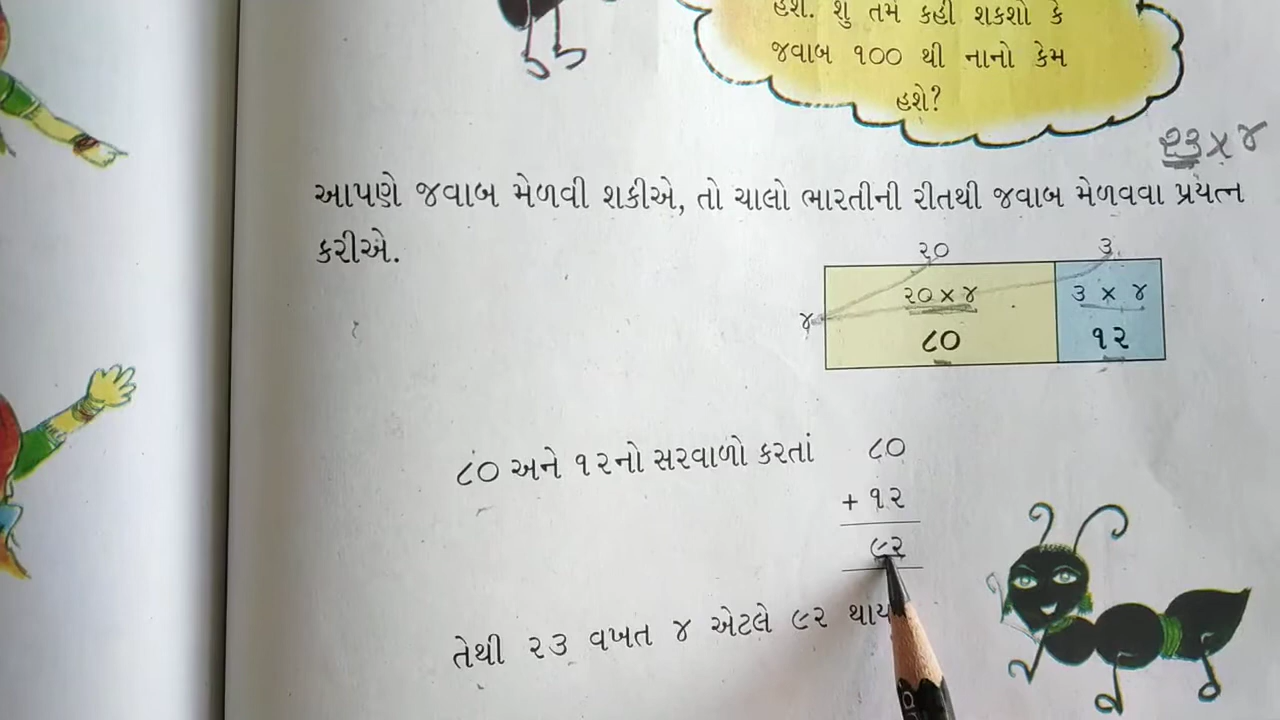 હશે. શું તમે કહી શકશો કે
જવાબ ૧૦૦ થી નાનો કેમ
હશે?
૨૩ x ૪
આપણે જવાબ મેળવી શકીએ, તો ચાલો ભારતીની રીતથી જવાબ મેળવવા પ્રયત્ન
કરીએ.
૨૦ ૩
૨૦ x ૪ ૩ x ૪
૪
૮૦ ૧૨
૮૦ અને ૧૨નો સરવાળો કરતાં ૮૦
+ ૧૨
૯૨
તેથી ૨૩ વખત ૪ એટલે ૯૨ થાય